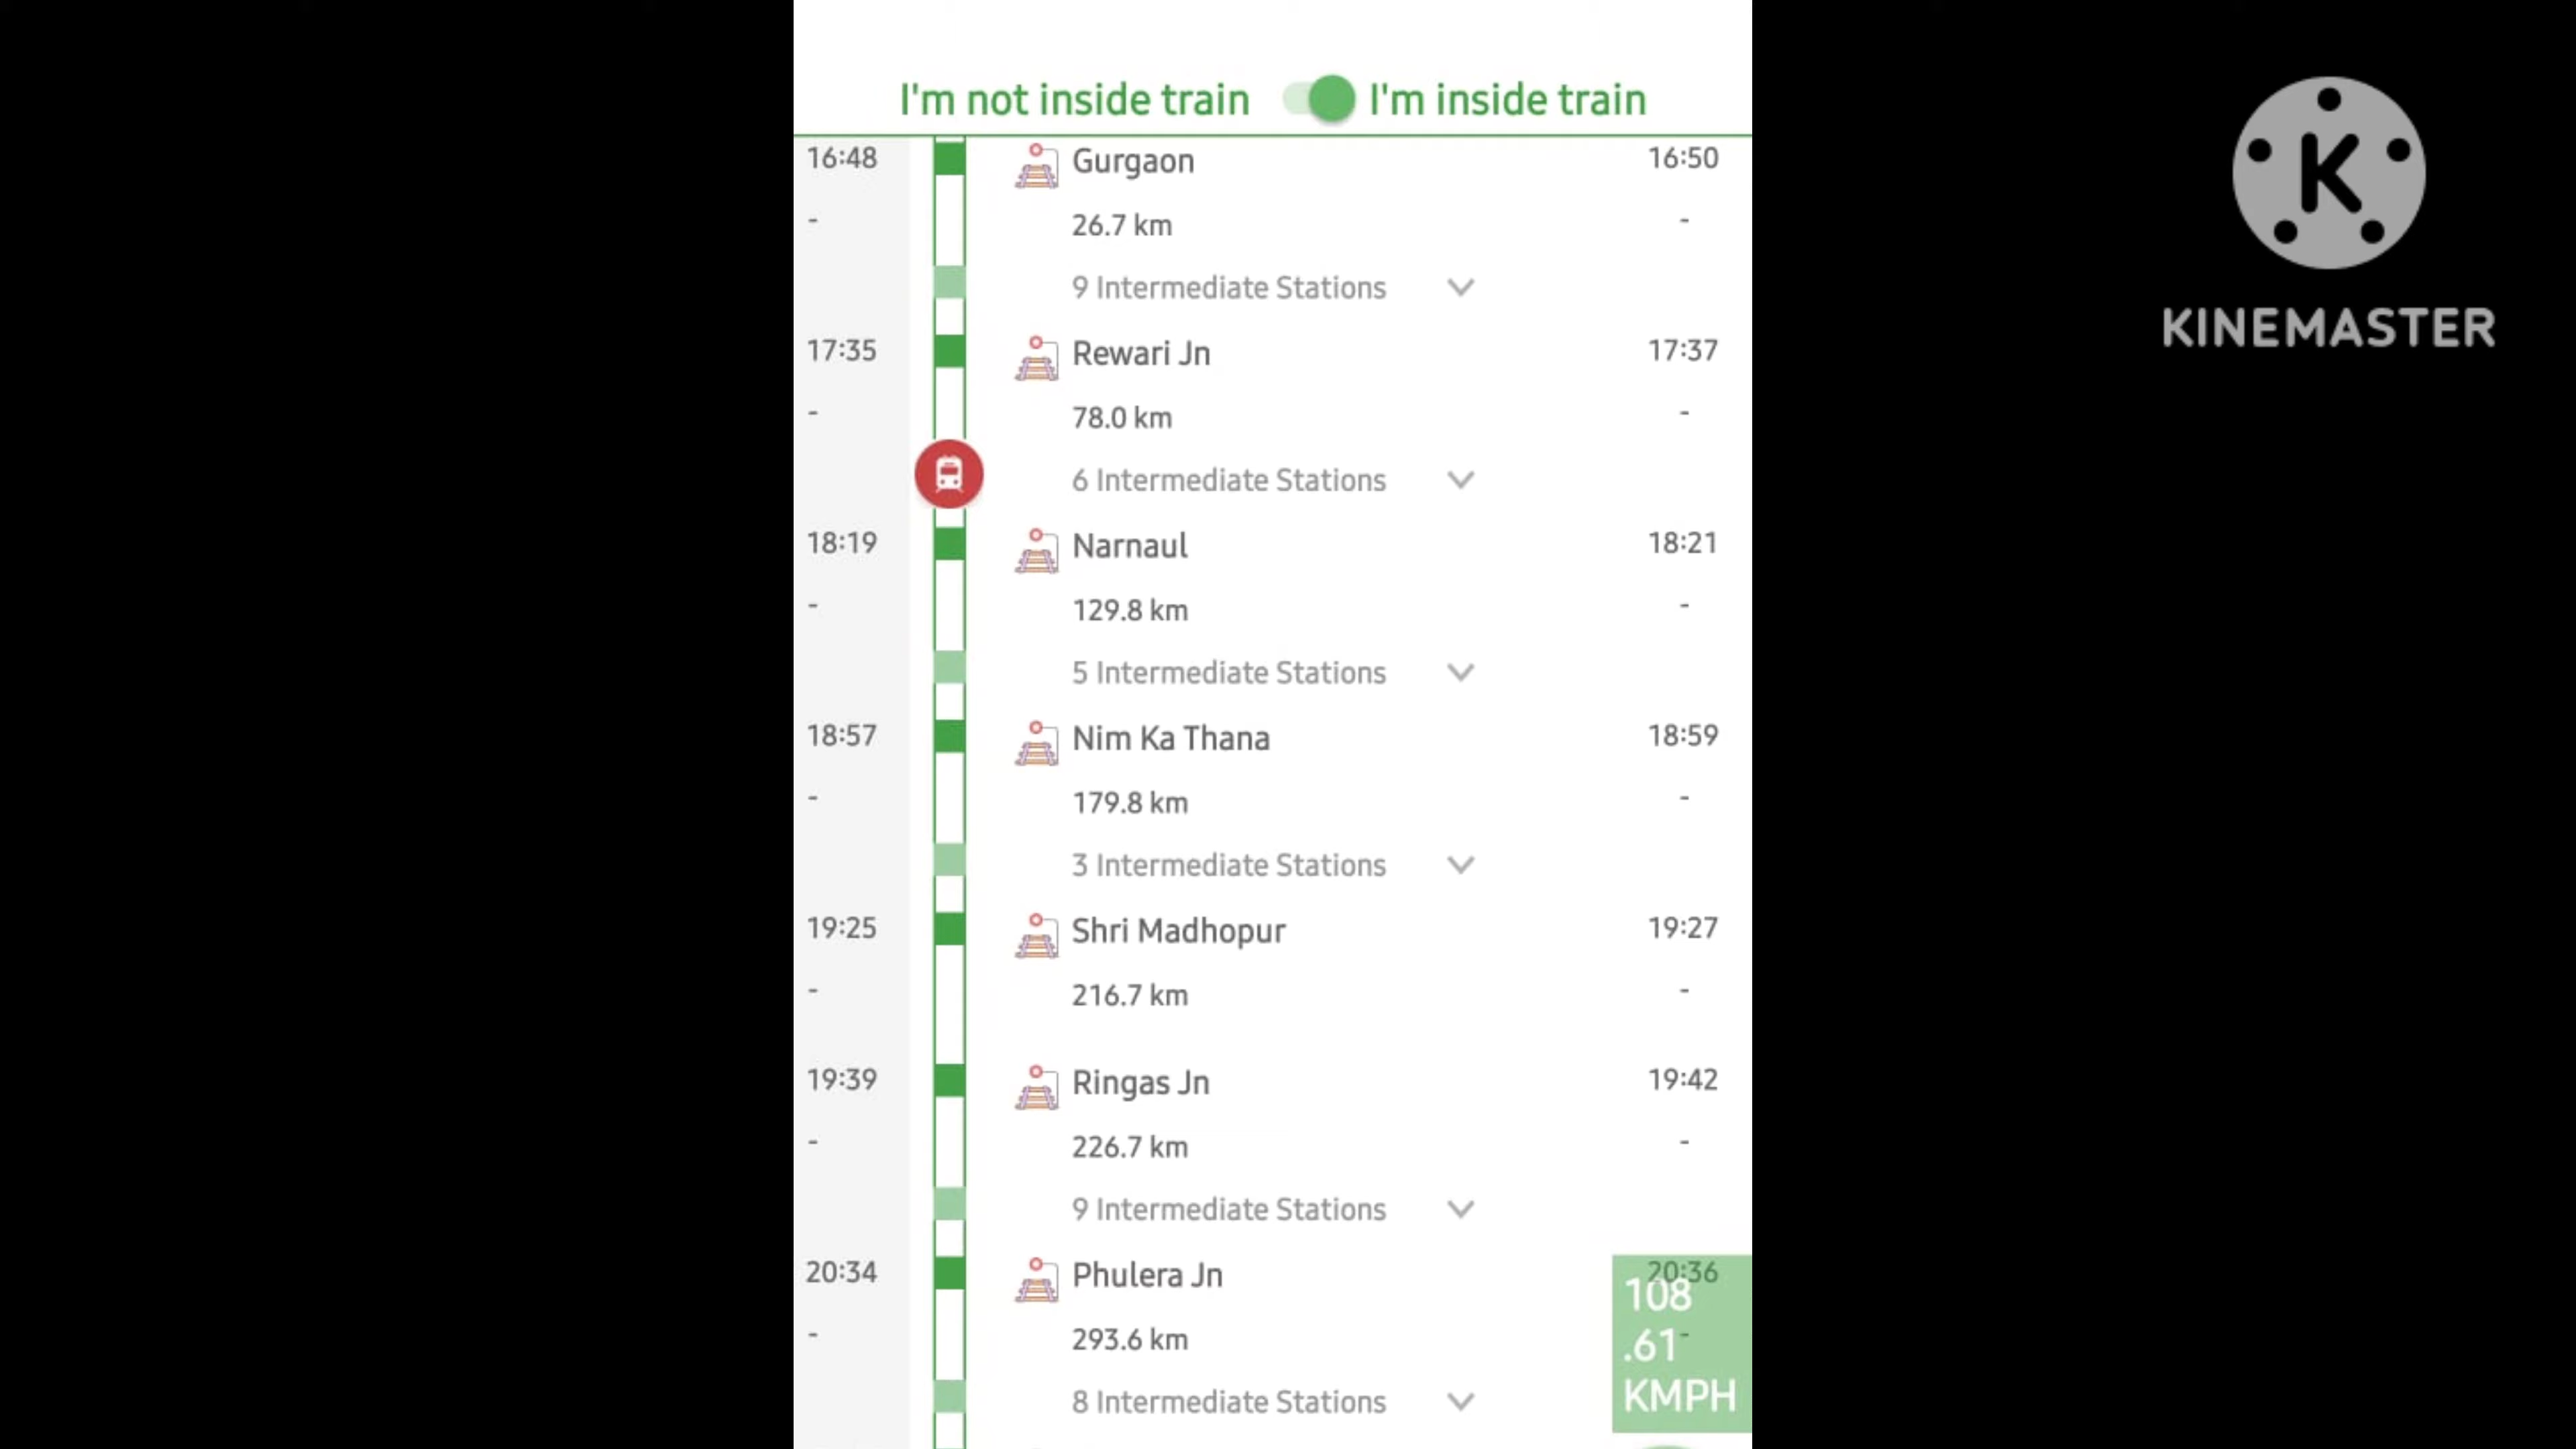 I'm not inside train I'm inside train
16:48 Gurgaon 16:50
- 26.7 km -
9 Intermediate Stations
17:35 Rewari Jn 17:37
- 78.0 km -
6 Intermediate Stations
18:19 Narnaul 18:21
- 129.8 km -
5 Intermediate Stations
18:57 Nim Ka Thana 18:59
- 179.8 km -
3 Intermediate Stations
19:25 Shri Madhopur 19:27
- 216.7 km -
19:39 Ringas Jn 19:42
- 226.7 km -
9 Intermediate Stations
20:34 Phulera Jn 20:36
- 293.6 km -
8 Intermediate Stations
108
.61
KMPH
K
KINEMASTER